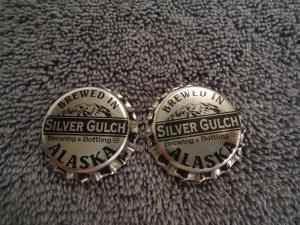 BREWED IN
SILVER GULCH
Brewing & Bottling
ALASKA
BREWED IN
SILVER GULCH
Brewing & Bottling
ALASKA